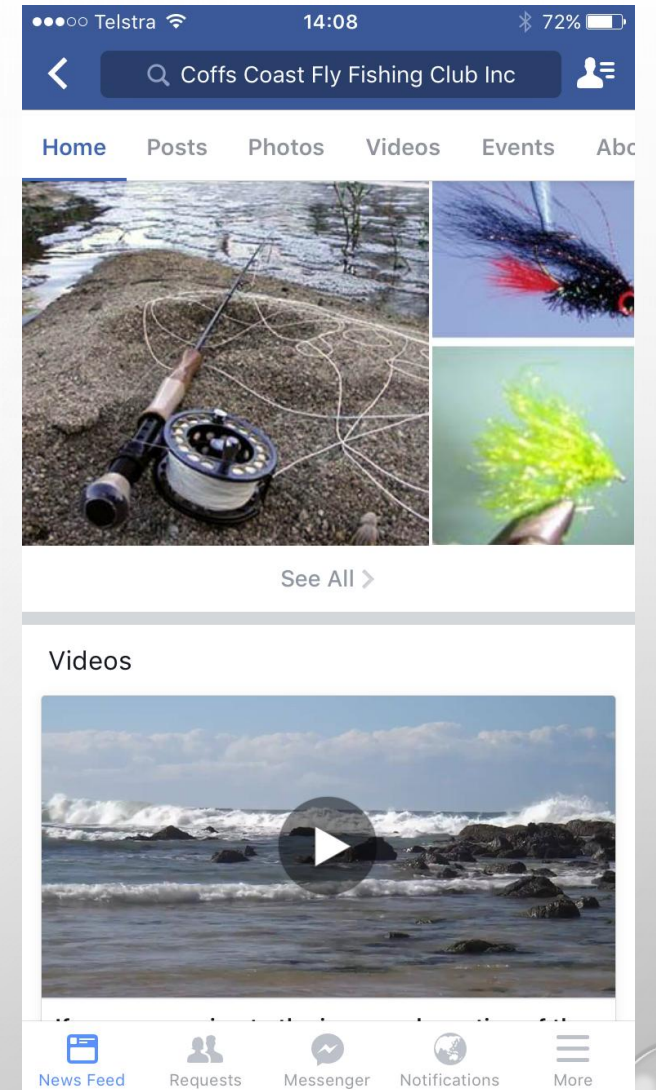 Telstra 14:08 72%
Coffs Coast Fly Fishing Club Inc
Home Posts Photos Videos Events Abo
See All
Videos
News Feed Requests Messenger Notifications More